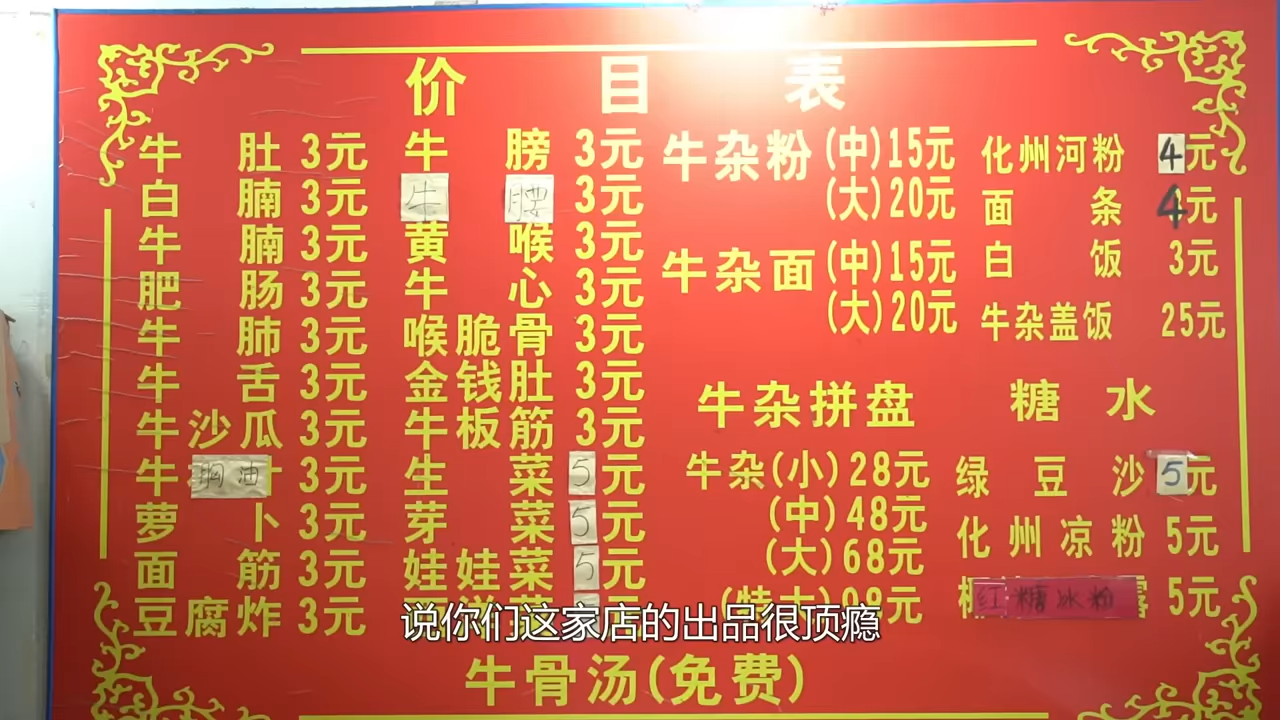 价目表
牛肚 3元
白腩 3元
牛腩 3元
肥肠 3元
牛肺 3元
牛舌 3元
牛沙瓜 3元
牛胸油 3元
萝卜 3元
面筋 3元
豆腐炸 3元
牛膀 3元
牛腰 3元
黄喉 3元
牛心 3元
喉脆骨 3元
金钱肚 3元
牛板筋 3元
生菜 5元
芽菜 5元
娃娃菜 5元
牛杂粉 (中)15元
(大)20元
牛杂面 (中)15元
(大)20元
牛杂拼盘
牛杂(小)28元
(中)48元
(大)68元
(特大)98元
化州河粉 4元
面条 4元
白饭 3元
牛杂盖饭 25元
糖水
绿豆沙 5元
化州凉粉 5元
红糖冰粉 5元
说你们这家店的出品很顶瘾
牛骨汤(免费)